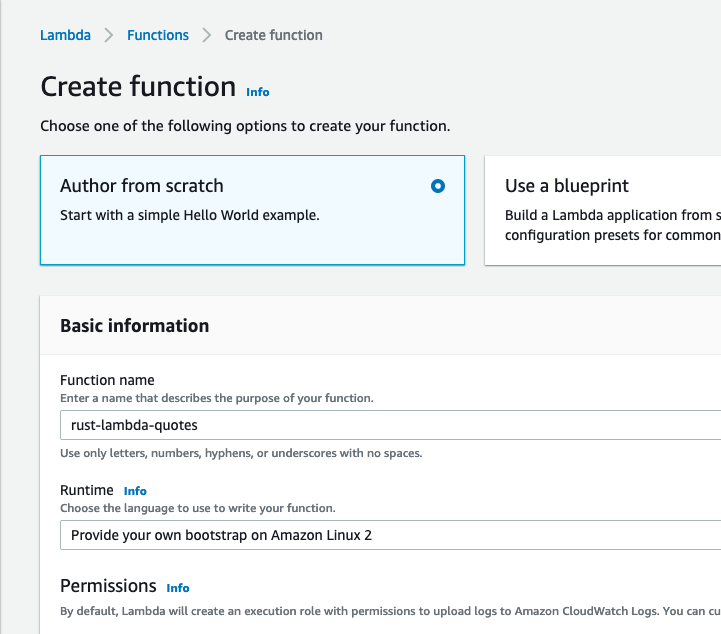 Lambda > Functions > Create function
Create function Info
Choose one of the following options to create your function.
Author from scratch
Start with a simple Hello World example.
Use a blueprint
Build a Lambda application from s
configuration presets for common
Basic information
Function name
Enter a name that describes the purpose of your function.
rust-lambda-quotes
Use only letters, numbers, hyphens, or underscores with no spaces.
Runtime Info
Choose the language to use to write your function.
Provide your own bootstrap on Amazon Linux 2
Permissions Info
By default, Lambda will create an execution role with permissions to upload logs to Amazon CloudWatch Logs. You can cu